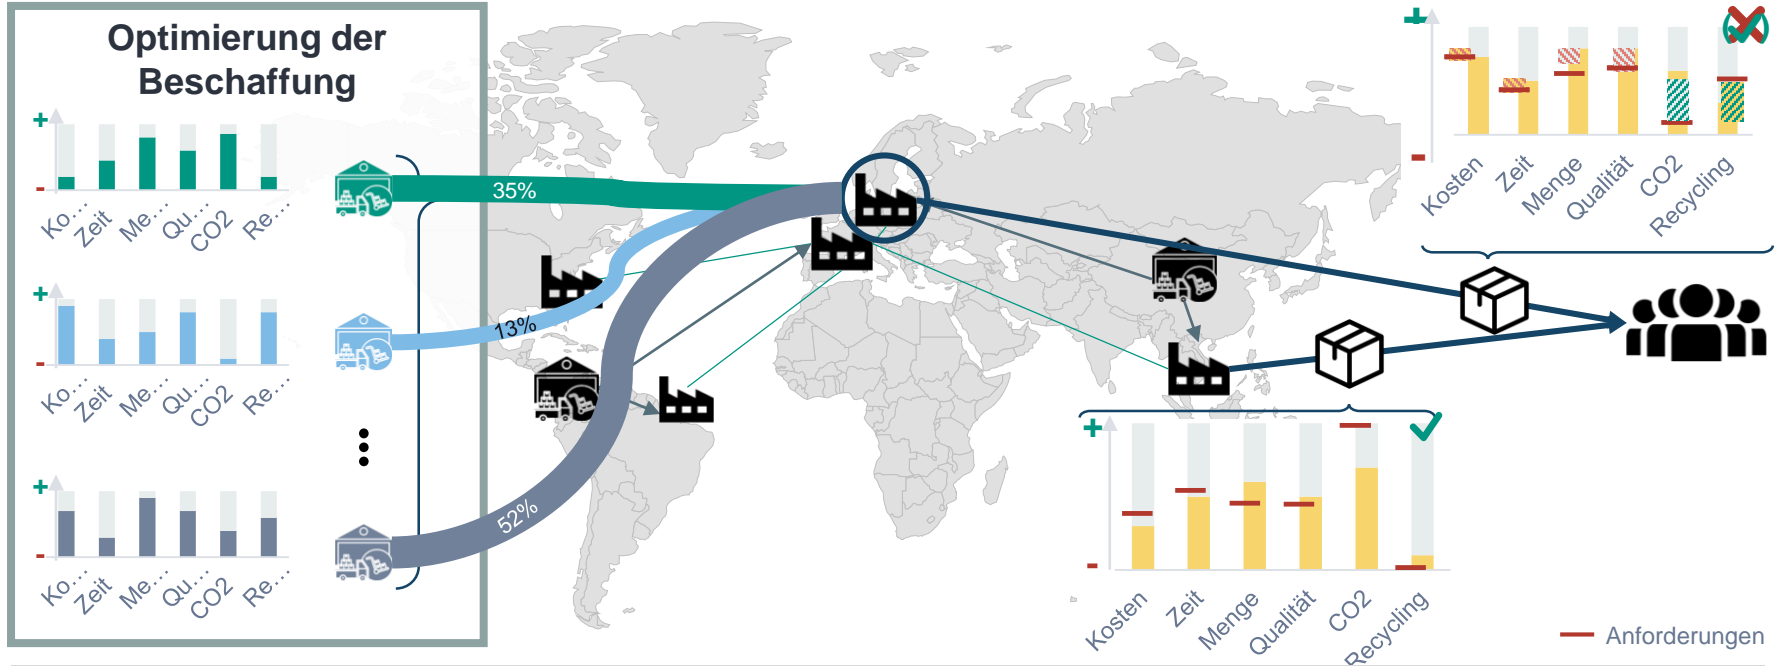 Optimierung der
Beschaffung
+
-
Ko...
Zeit
Me...
Qu...
CO2
Re...
35%
+
-
Ko...
Zeit
Me...
Qu...
CO2
Re...
13%
+
-
Ko...
Zeit
Me...
Qu...
CO2
Re...
52%
+
-
Kosten
Zeit
Menge
Qualität
CO2
Recycling
+
-
Kosten
Zeit
Menge
Qualität
CO2
Recycling
Anforderungen